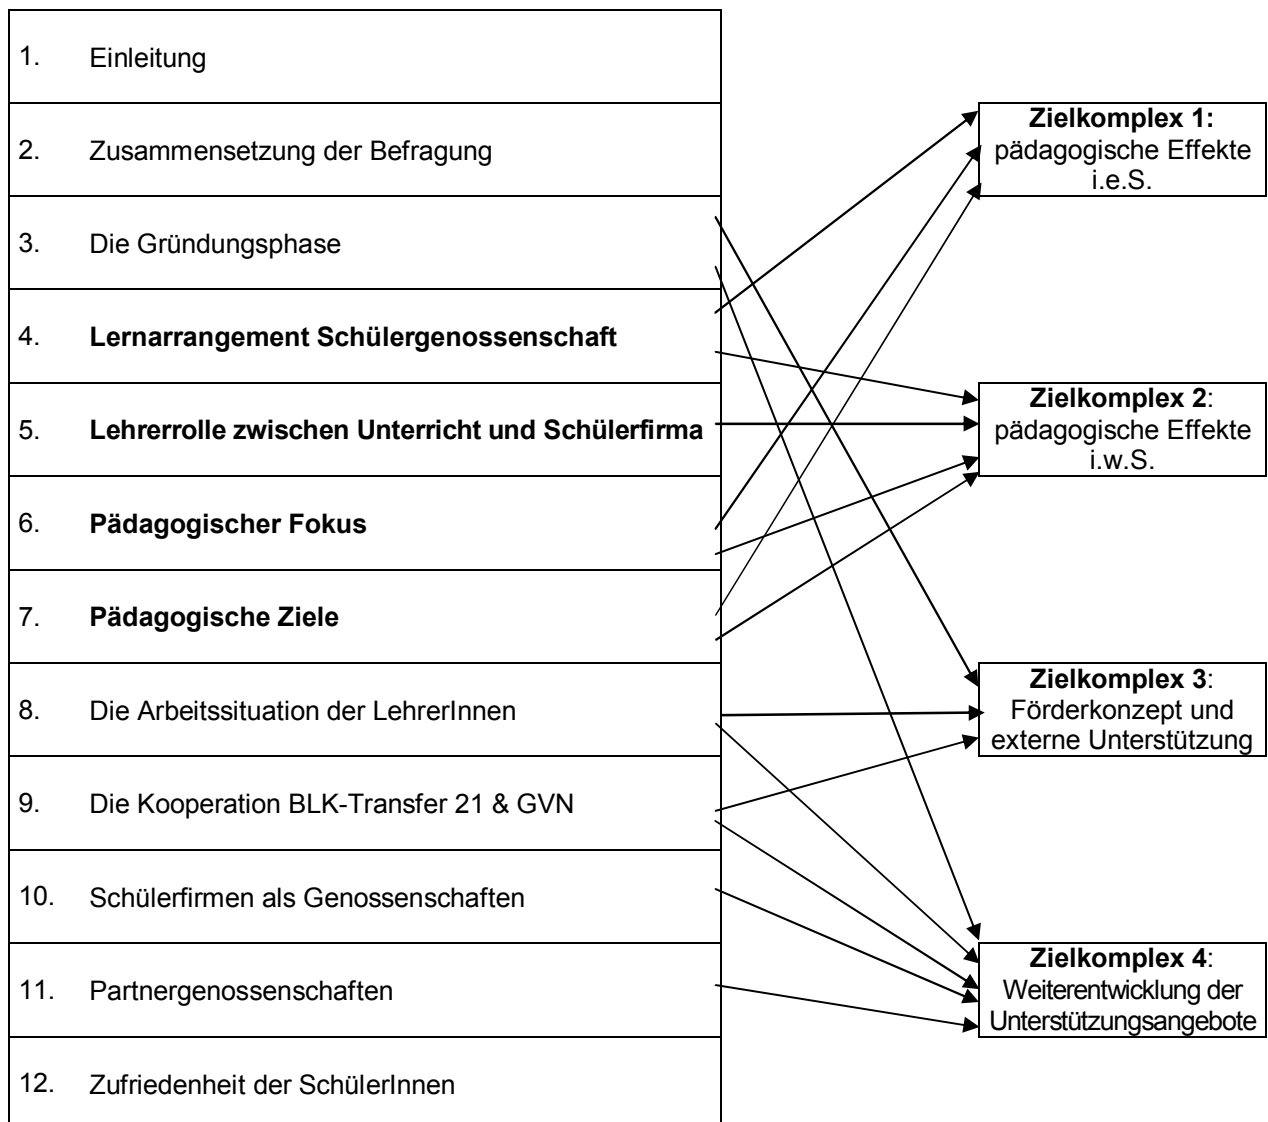 1. Einleitung
2. Zusammensetzung der Befragung
3. Die Gründungsphase
4. Lernarrangement Schülergenossenschaft
5. Lehrerrolle zwischen Unterricht und Schülerfirma
6. Pädagogischer Fokus
7. Pädagogische Ziele
8. Die Arbeitssituation der LehrerInnen
9. Die Kooperation BLK-Transfer 21 & GVN
10. Schülerfirmen als Genossenschaften
11. Partnergenossenschaften
12. Zufriedenheit der SchülerInnen
Zielkomplex 1:
pädagogische Effekte
i.e.S.
Zielkomplex 2:
pädagogische Effekte
i.w.S.
Zielkomplex 3:
Förderkonzept und
externe Unterstützung
Zielkomplex 4:
Weiterentwicklung der
Unterstützungsangebote